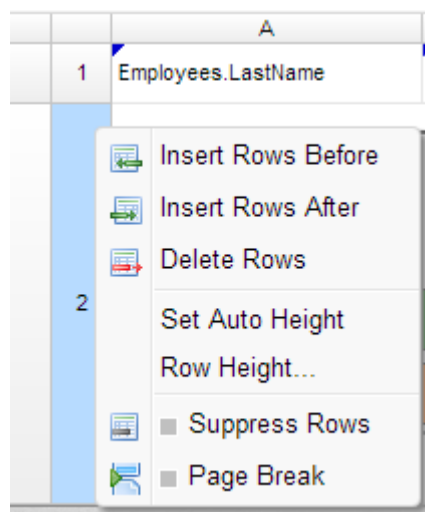 A
1 Employees.LastName
Insert Rows Before
Insert Rows After
Delete Rows
2
Set Auto Height
Row Height...
Suppress Rows
Page Break